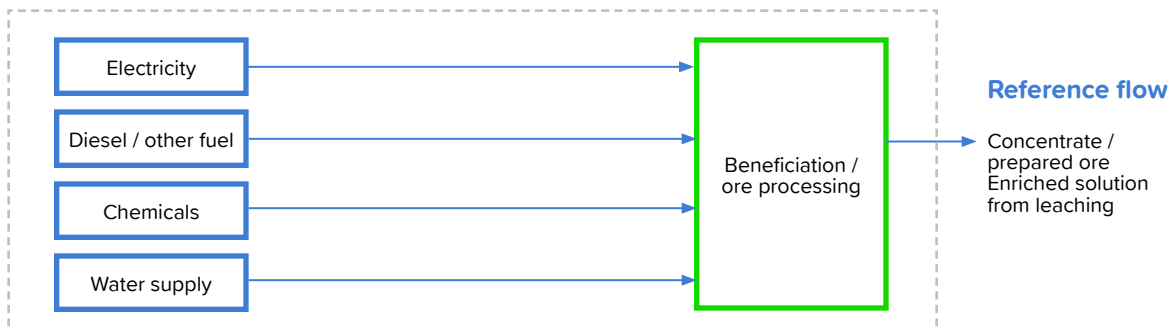 Electricity
Diesel / other fuel
Chemicals
Water supply
Beneficiation /
ore processing
Reference flow
Concentrate /
prepared ore
Enriched solution
from leaching